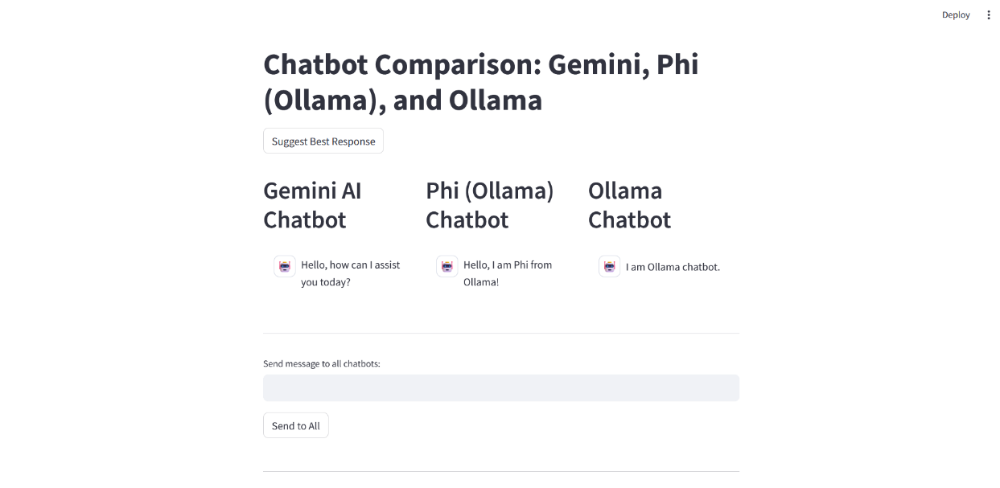 Deploy
Chatbot Comparison: Gemini, Phi
(Ollama), and Ollama
Suggest Best Response
Gemini AI
Chatbot
Hello, how can I assist
you today?
Phi (Ollama)
Chatbot
Hello, I am Phi from
Ollama!
Ollama
Chatbot
I am Ollama chatbot.
Send message to all chatbots:
Send to All